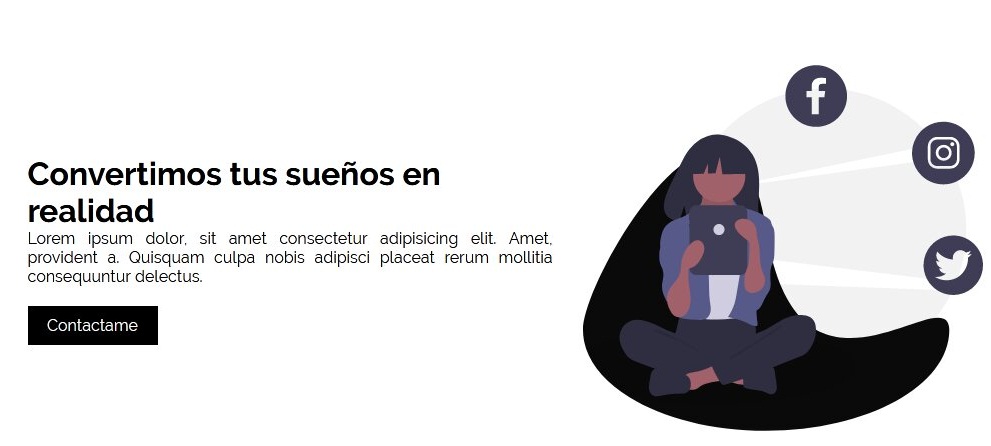 Convertimos tus sueños en
realidad
Lorem ipsum dolor, sit amet consectetur adipisicing elit. Amet,
provident a. Quisquam culpa nobis adipisci placeat rerum mollitia
consequuntur delectus.
Contactame